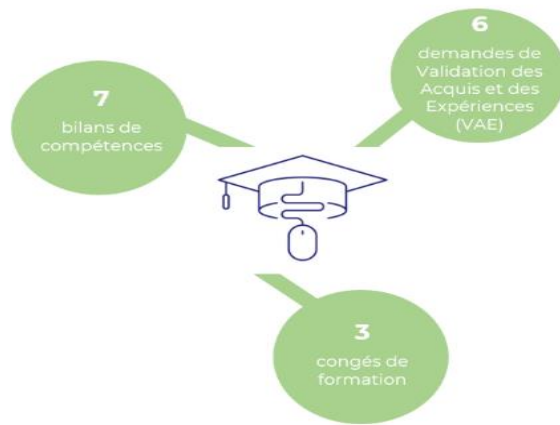 7
bilans de
compétences
6
demandes de
Validation des
Acquis et des
Expériences
(VAE)
3
congés de
formation